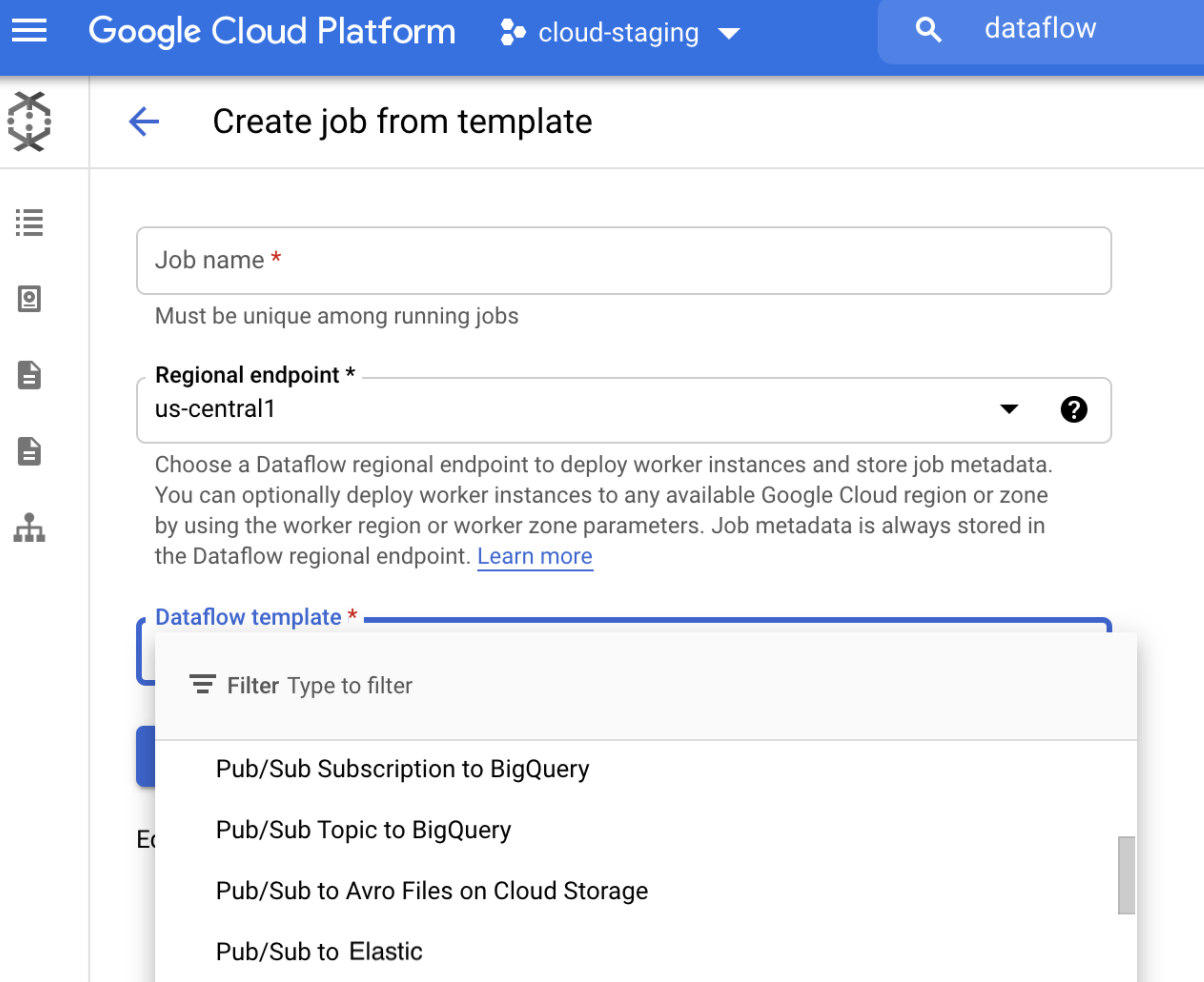 Google Cloud Platform cloud-staging dataflow
Create job from template
Job name *
Must be unique among running jobs
Regional endpoint *
us-central1
Choose a Dataflow regional endpoint to deploy worker instances and store job metadata.
You can optionally deploy worker instances to any available Google Cloud region or zone
by using the worker region or worker zone parameters. Job metadata is always stored in
the Dataflow regional endpoint. Learn more
Dataflow template *
Filter Type to filter
Pub/Sub Subscription to BigQuery
Pub/Sub Topic to BigQuery
Pub/Sub to Avro Files on Cloud Storage
Pub/Sub to Elastic